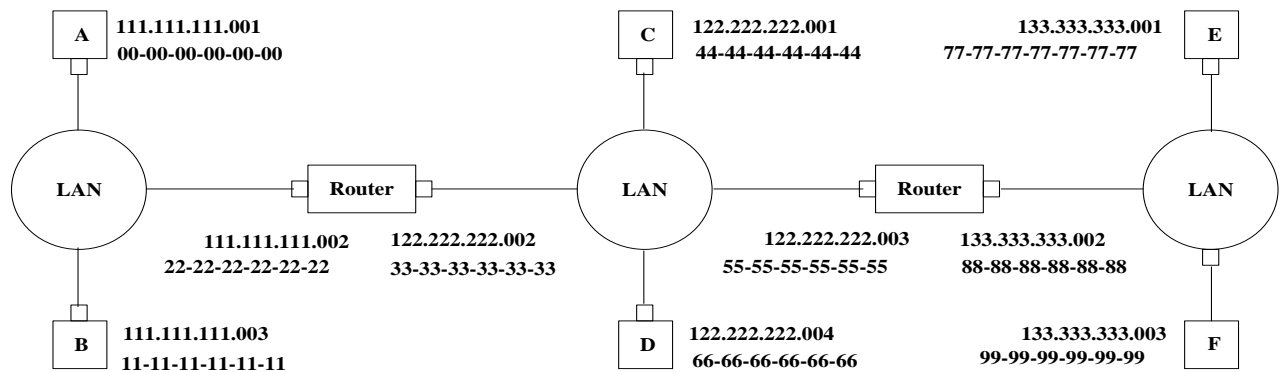 A
111.111.111.001
00-00-00-00-00-00
C
122.222.222.001
44-44-44-44-44-44
133.333.333.001
77-77-77-77-77-77-77
E
LAN
Router
LAN
Router
LAN
111.111.111.002
22-22-22-22-22-22
122.222.222.002
33-33-33-33-33-33
122.222.222.003
55-55-55-55-55-55
133.333.333.002
88-88-88-88-88-88
B
111.111.111.003
11-11-11-11-11-11
D
122.222.222.004
66-66-66-66-66-66
133.333.333.003
99-99-99-99-99-99
F